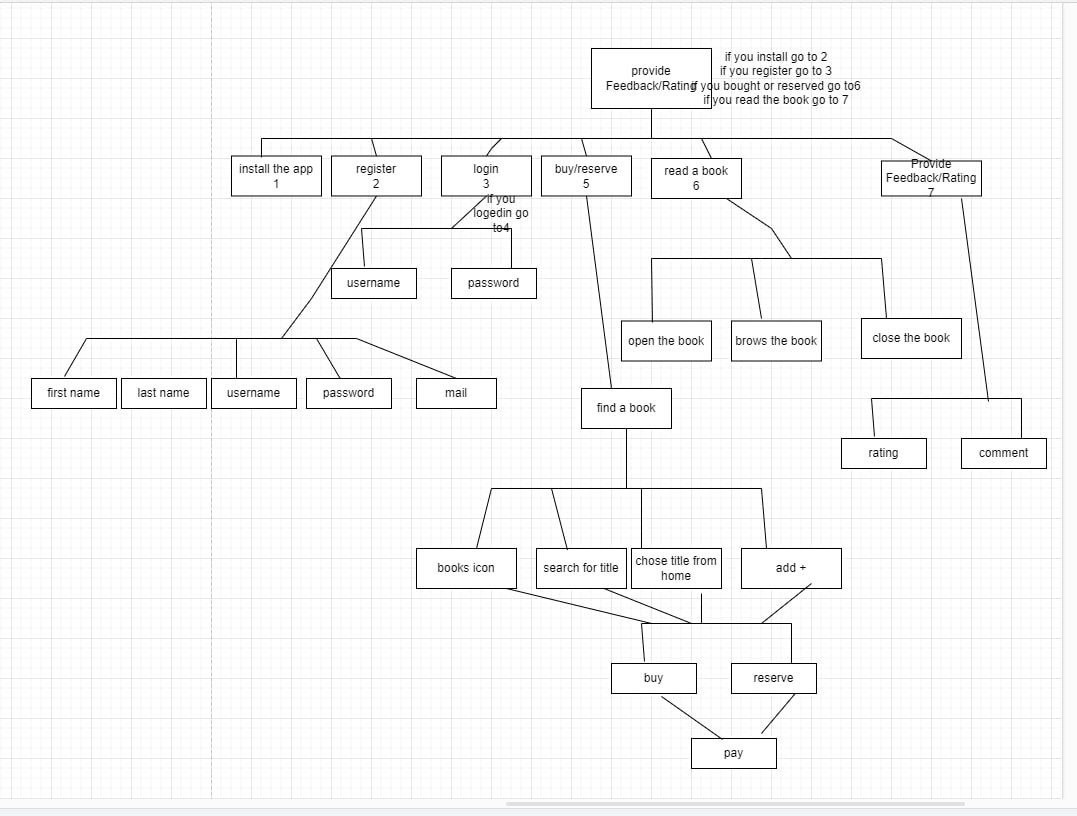 provide
Feedback/Rating
if you install go to 2
if you register go to 3
if you bought or reserved go to6
if you read the book go to 7
install the app
1
register
2
login
3
buy/reserve
5
read a book
6
Provide
Feedback/Rating
7
if you
logedin go
to4
username
password
open the book
brows the book
close the book
first name
last name
username
password
mail
find a book
rating
comment
books icon
search for title
chose title from
home
add +
buy
reserve
pay